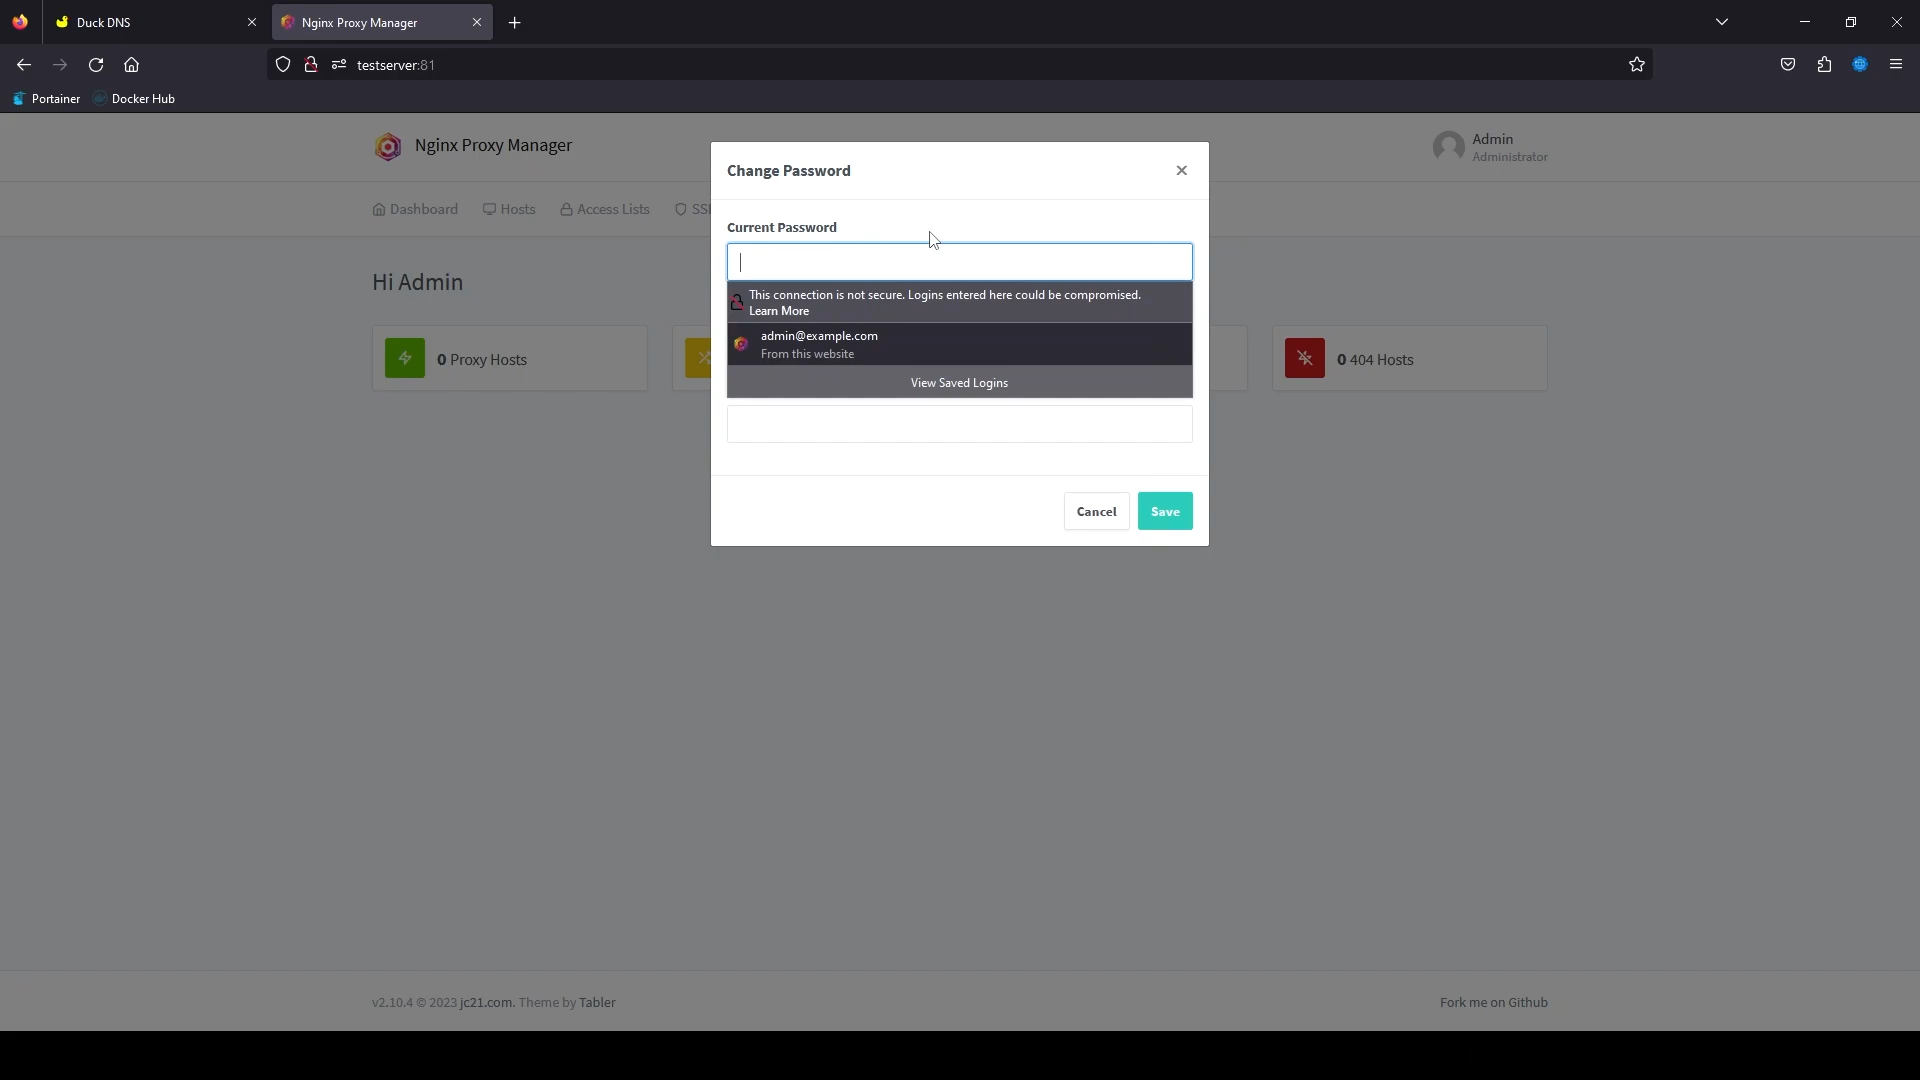 Duck DNS
Nginx Proxy Manager
testserver:81
Portainer
Docker Hub
Nginx Proxy Manager
Admin
Administrator
Dashboard
Hosts
Access Lists
Change Password
Current Password
This connection is not secure. Logins entered here could be compromised.
Learn More
admin@example.com
From this website
View Saved Logins
Cancel
Save
Hi Admin
0 Proxy Hosts
0 404 Hosts
v2.10.4 © 2023 jc21.com. Theme by Tabler
Fork me on Github